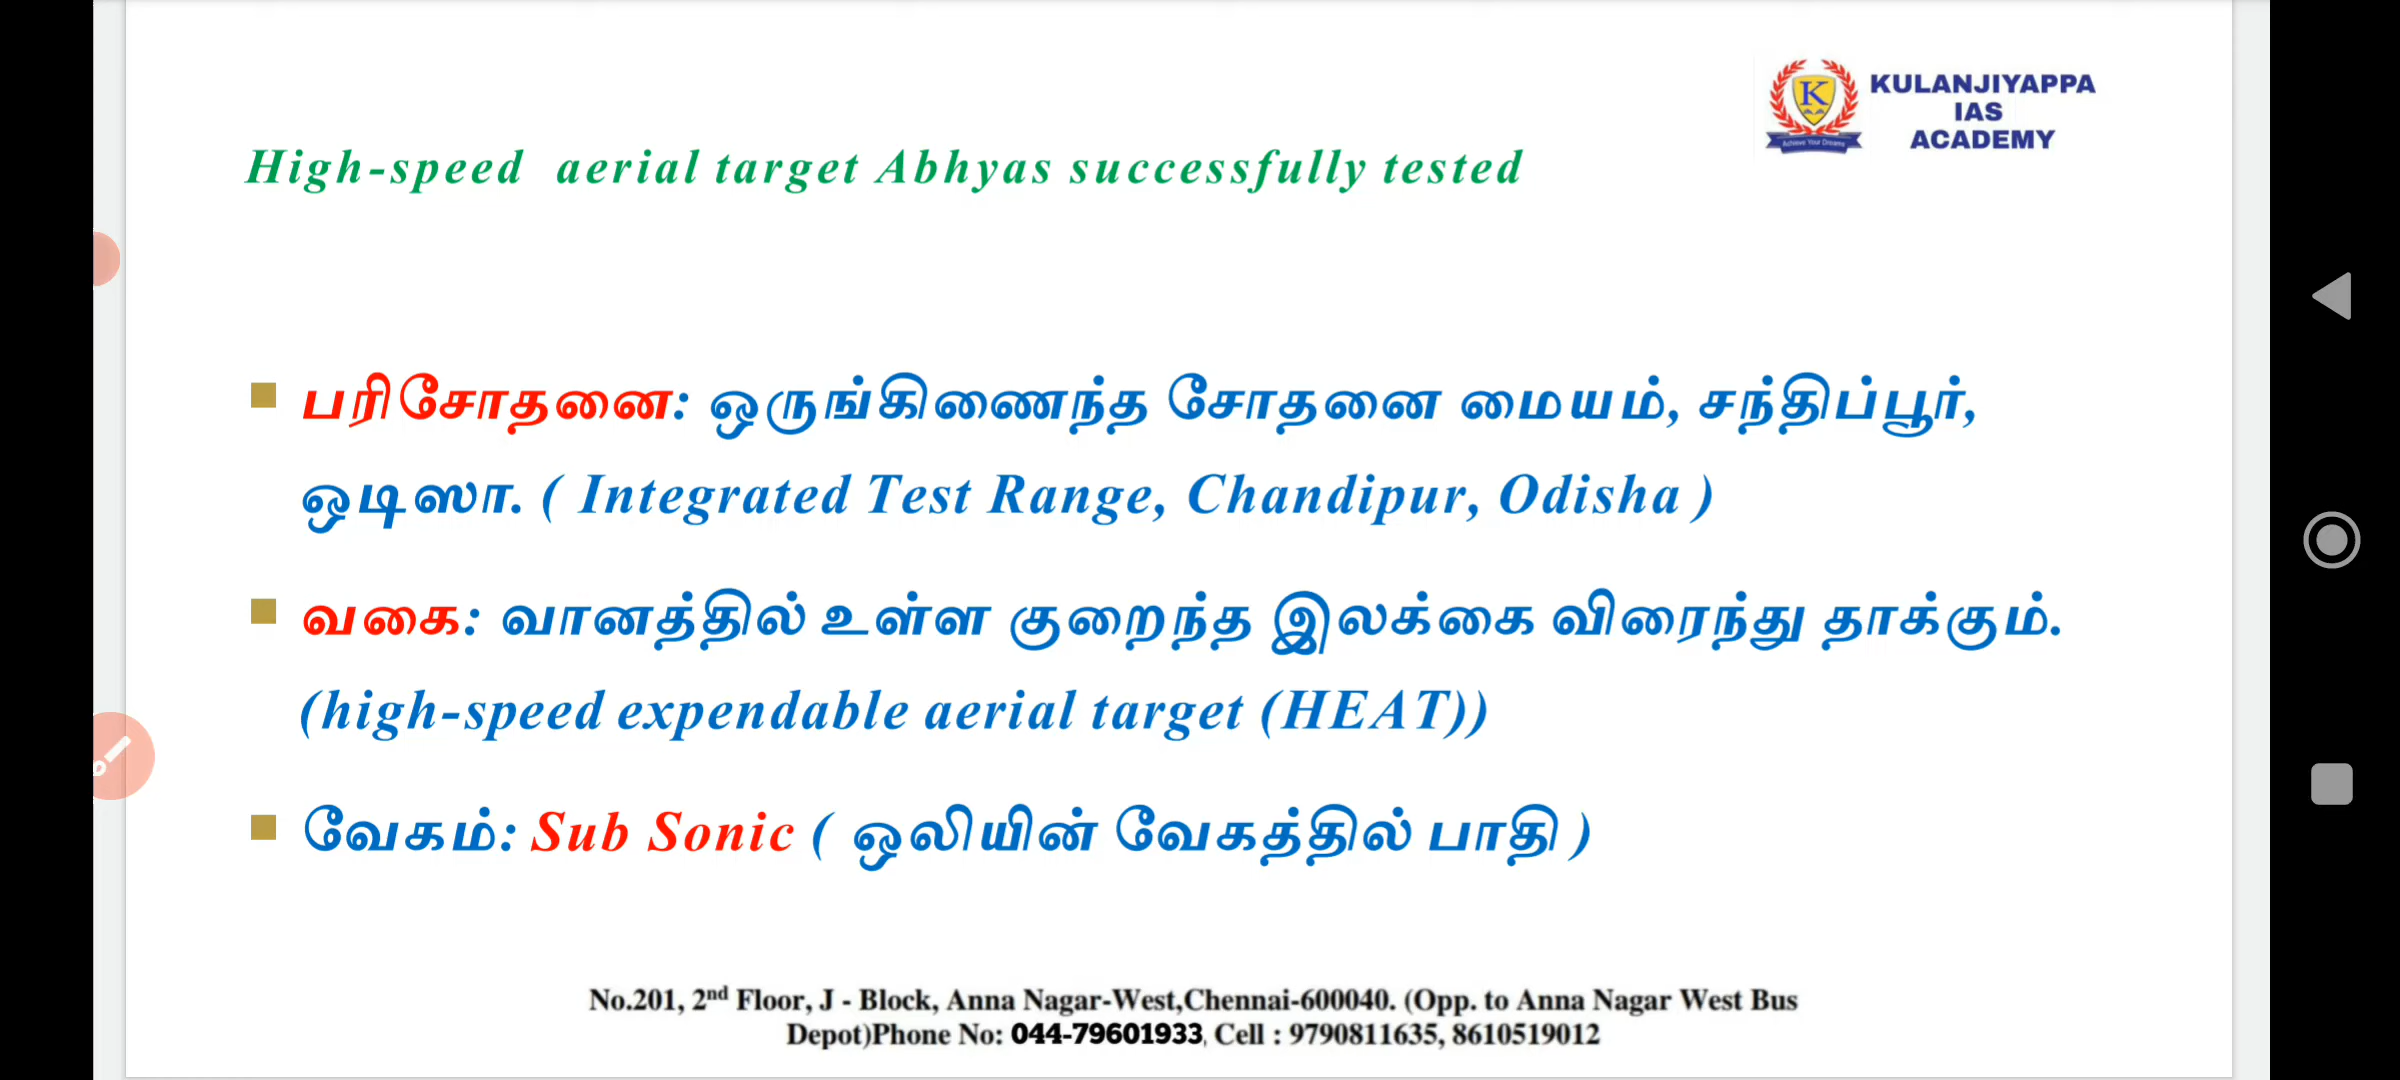 KULANJIYAPPA
IAS
ACADEMY
K
Achieve Your Dreams
High-speed aerial target Abhyas successfully tested
பரிசோதனை: ஒருங்கிணைந்த சோதனை மையம், சந்திப்பூர்,
ஒடிஸா. ( Integrated Test Range, Chandipur, Odisha )
வகை: வானத்தில் உள்ள குறைந்த இலக்கை விரைந்து தாக்கும்.
(high-speed expendable aerial target (HEAT))
வேகம்: Sub Sonic ( ஒலியின் வேகத்தில் பாதி )
No.201, 2nd Floor, J - Block, Anna Nagar-West,Chennai-600040. (Opp. to Anna Nagar West Bus
Depot)Phone No: 044-79601933, Cell : 9790811635, 8610519012